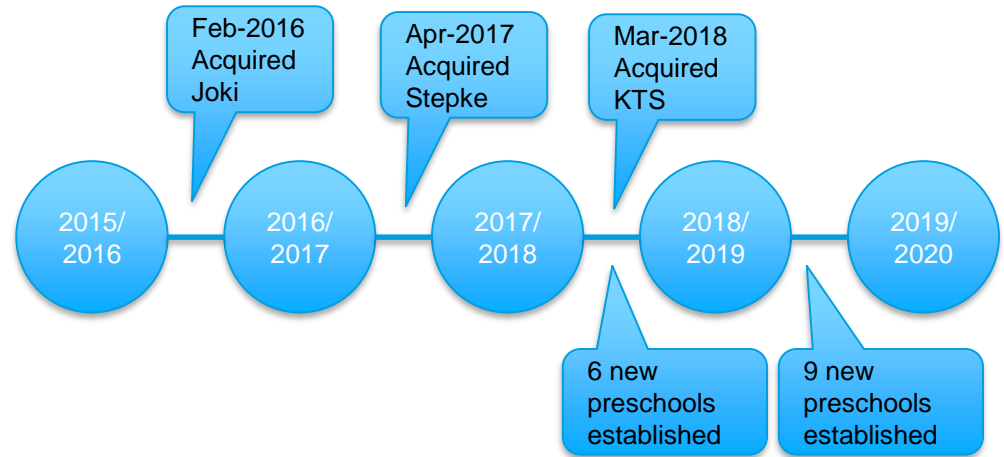 Feb-2016
Acquired
Joki
Apr-2017
Acquired
Stepke
Mar-2018
Acquired
KTS
2015/
2016
2016/
2017
2017/
2018
2018/
2019
2019/
2020
6 new
preschools
established
9 new
preschools
established